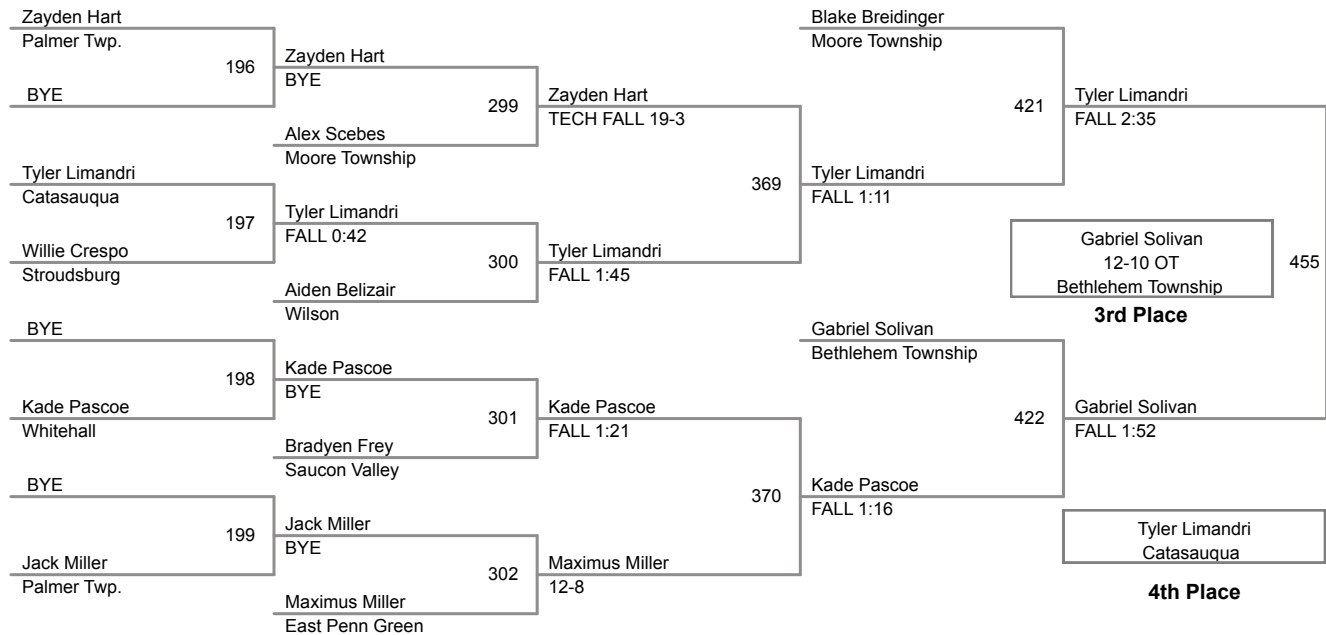 Zayden Hart
Palmer Twp.
196
BYE
Tyler Limandri
Catasauqua
197
Willie Crespo
Stroudsburg
BYE
198
Kade Pascoe
Whitehall
BYE
199
Jack Miller
Palmer Twp.
Zayden Hart
BYE
299
Alex Scebes
Moore Township
Tyler Limandri
FALL 0:42
300
Aiden Belizair
Wilson
Kade Pascoe
BYE
301
Bradyen Frey
Saucon Valley
Jack Miller
BYE
302
Maximus Miller
East Penn Green
Zayden Hart
TECH FALL 19-3
369
Tyler Limandri
FALL 1:45
Kade Pascoe
FALL 1:21
370
Maximus Miller
12-8
Blake Breidinger
Moore Township
421
Tyler Limandri
FALL 1:11
Gabriel Solivan
Bethlehem Township
422
Kade Pascoe
FALL 1:16
Tyler Limandri
FALL 2:35
Gabriel Solivan
12-10 OT
Bethlehem Township
455
3rd Place
Gabriel Solivan
FALL 1:52
Tyler Limandri
Catasauqua
4th Place